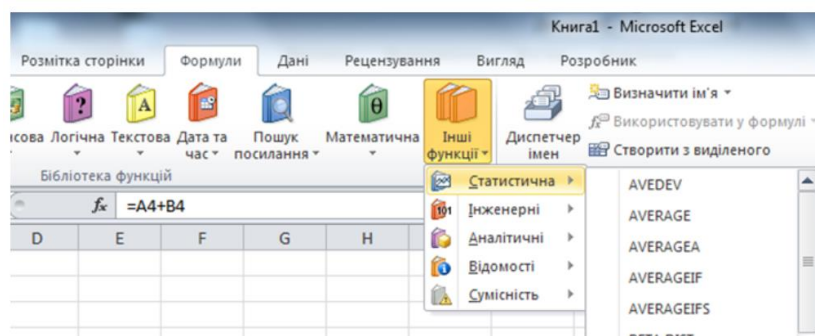 Книга1 - Microsoft Excel
Розмітка сторінки Формули Дані Рецензування Вигляд Розробник
Логічна Текстова Дата та час Пошук посилання Математична Інші функції Диспетчер імен
Визначити ім'я
Використовувати у формулі
Створити з виділеного
Бібліотека функцій
fx =A4+B4
D E F G H
Статистична
Інженерні
Аналітичні
Відомості
Сумісність
AVEDEV
AVERAGE
AVERAGEA
AVERAGEIF
AVERAGEIFS